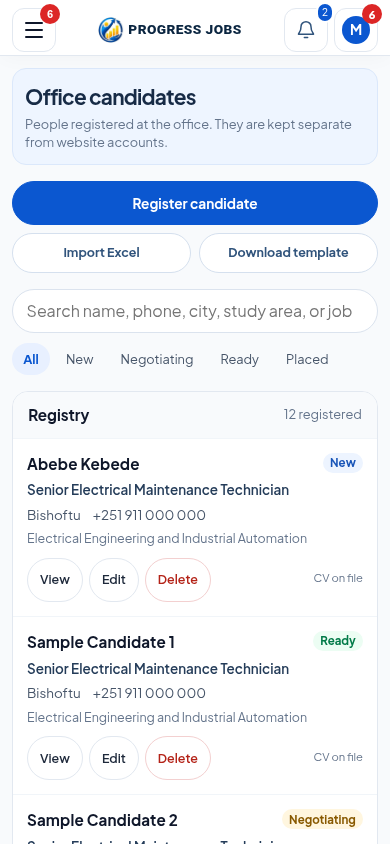 6
PROGRESS JOBS
2
M
6
Office candidates
People registered at the office. They are kept separate
from website accounts.
Register candidate
Import Excel
Download template
Search name, phone, city, study area, or job
All New Negotiating Ready Placed
Registry
12 registered
Abebe Kebede
New
Senior Electrical Maintenance Technician
Bishoftu +251 911 000 000
Electrical Engineering and Industrial Automation
View Edit Delete
CV on file
Sample Candidate 1
Ready
Senior Electrical Maintenance Technician
Bishoftu +251 911 000 000
Electrical Engineering and Industrial Automation
View Edit Delete
CV on file
Sample Candidate 2
Negotiating